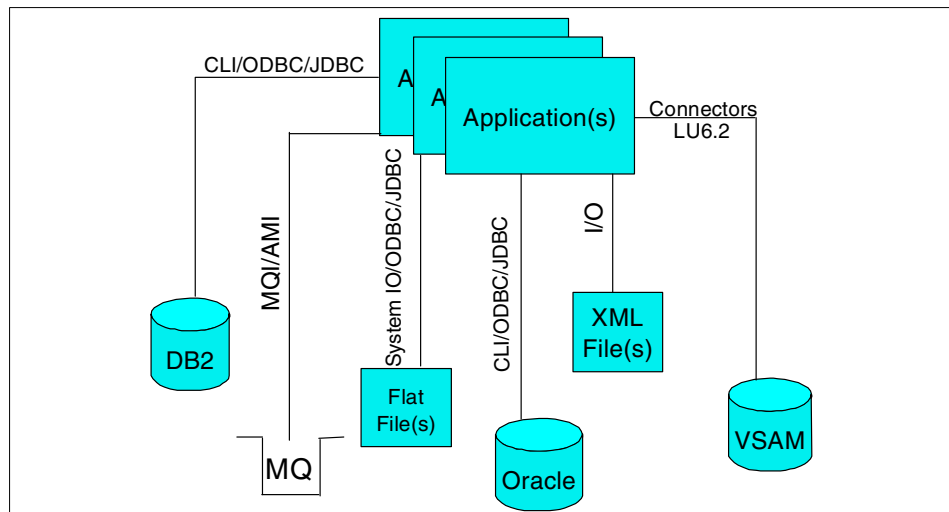 CLI/ODBC/JDBC
A
A
Application(s)
Connectors
LU6.2
MQI/AMI
System IO/ODBC/JDBC
CLI/ODBC/JDBC
I/O
DB2
MQ
Flat
File(s)
Oracle
XML
File(s)
VSAM